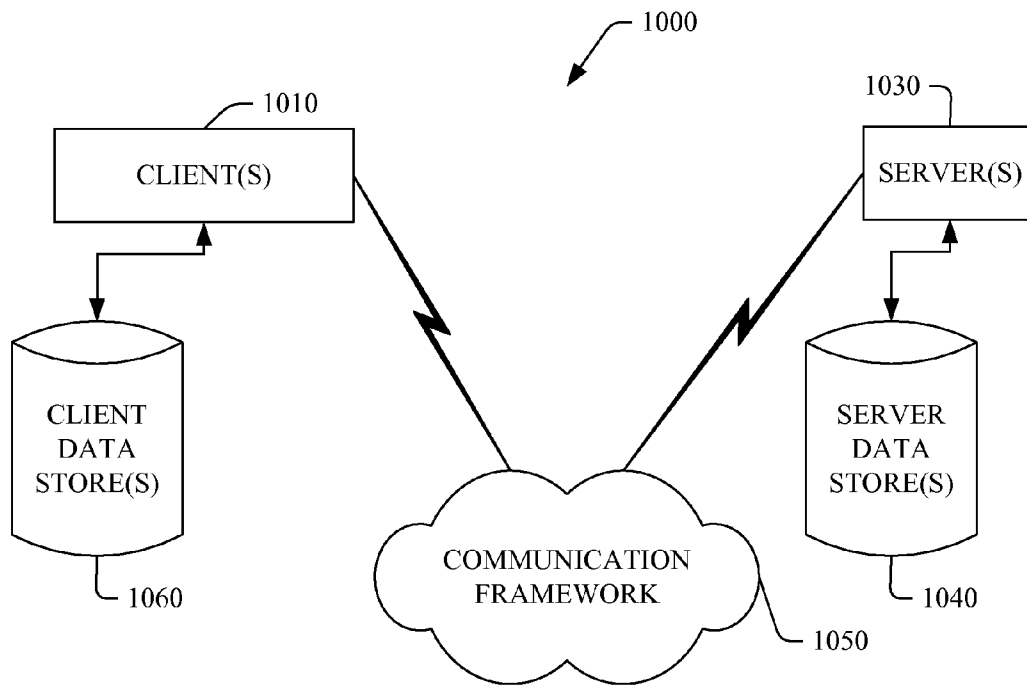 1000
1010
1030
CLIENT(S)
SERVER(S)
CLIENT
DATA
STORE(S)
SERVER
DATA
STORE(S)
COMMUNICATION
FRAMEWORK
1060
1040
1050